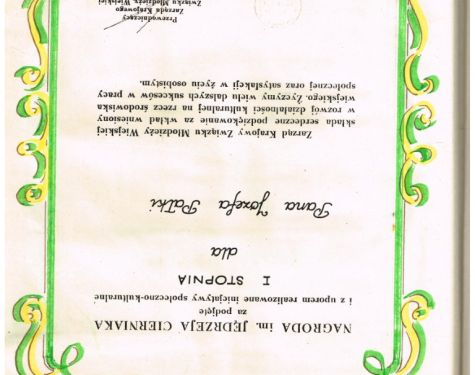 NAGRODA im. JĘDRZEJA CIERNIAKA
za podjęte
i z uporem realizowane inicjatywy społeczno-kulturalne
I STOPNIA
dla
Pana Józefa Patki
Zarząd Krajowy Związku Młodzieży Wiejskiej
składa serdeczne podziękowanie za wkład wniesiony
w rozwój działalności kulturalnej na rzecz środowiska
wiejskiego. Życzymy wielu dalszych sukcesów w pracy
społecznej oraz satysfakcji w życiu osobistym.
Przewodniczący
Zarządu Krajowego
Związku Młodzieży Wiejskiej